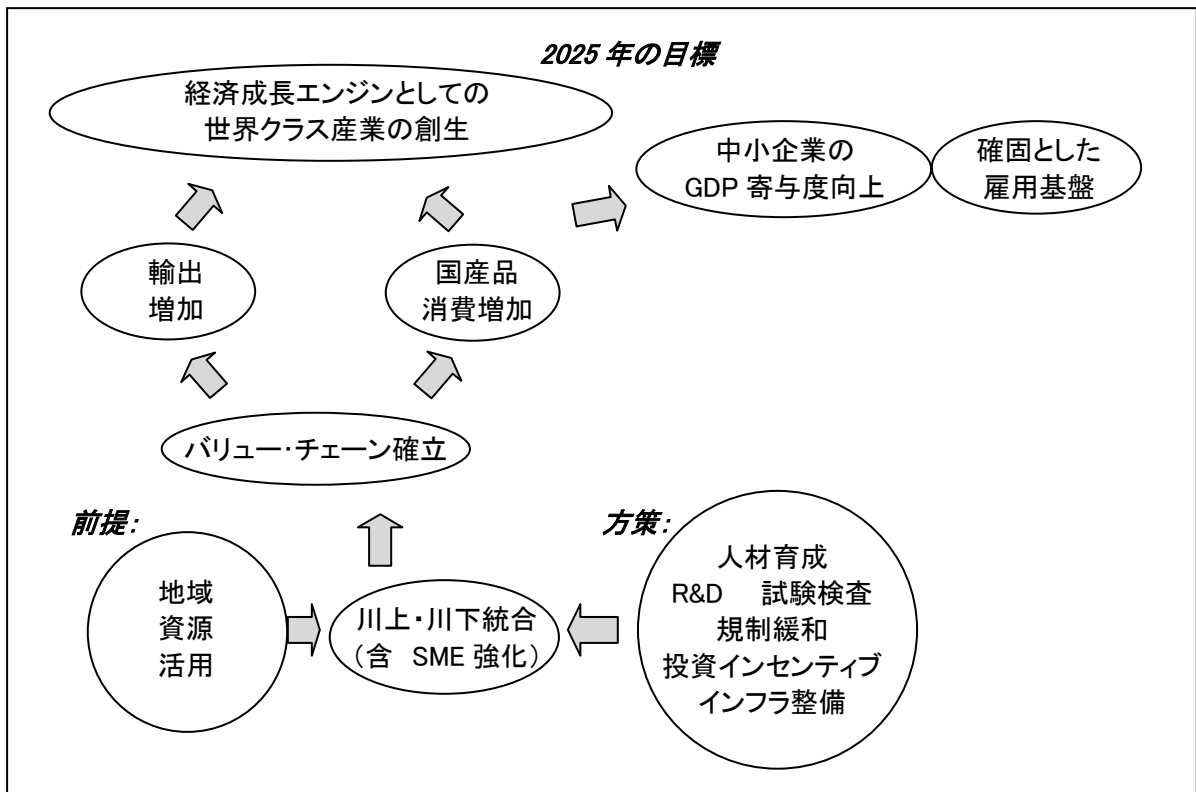 2025 年の目標
経済成長エンジンとしての
世界クラス産業の創生
中小企業の
GDP 寄与度向上
確固とした
雇用基盤
輸出
増加
国産品
消費増加
バリュー・チェーン確立
前提：
方策：
地域
資源
活用
川上・川下統合
（含　SME 強化）
人材育成
R&D　試験検査
規制緩和
投資インセンティブ
インフラ整備